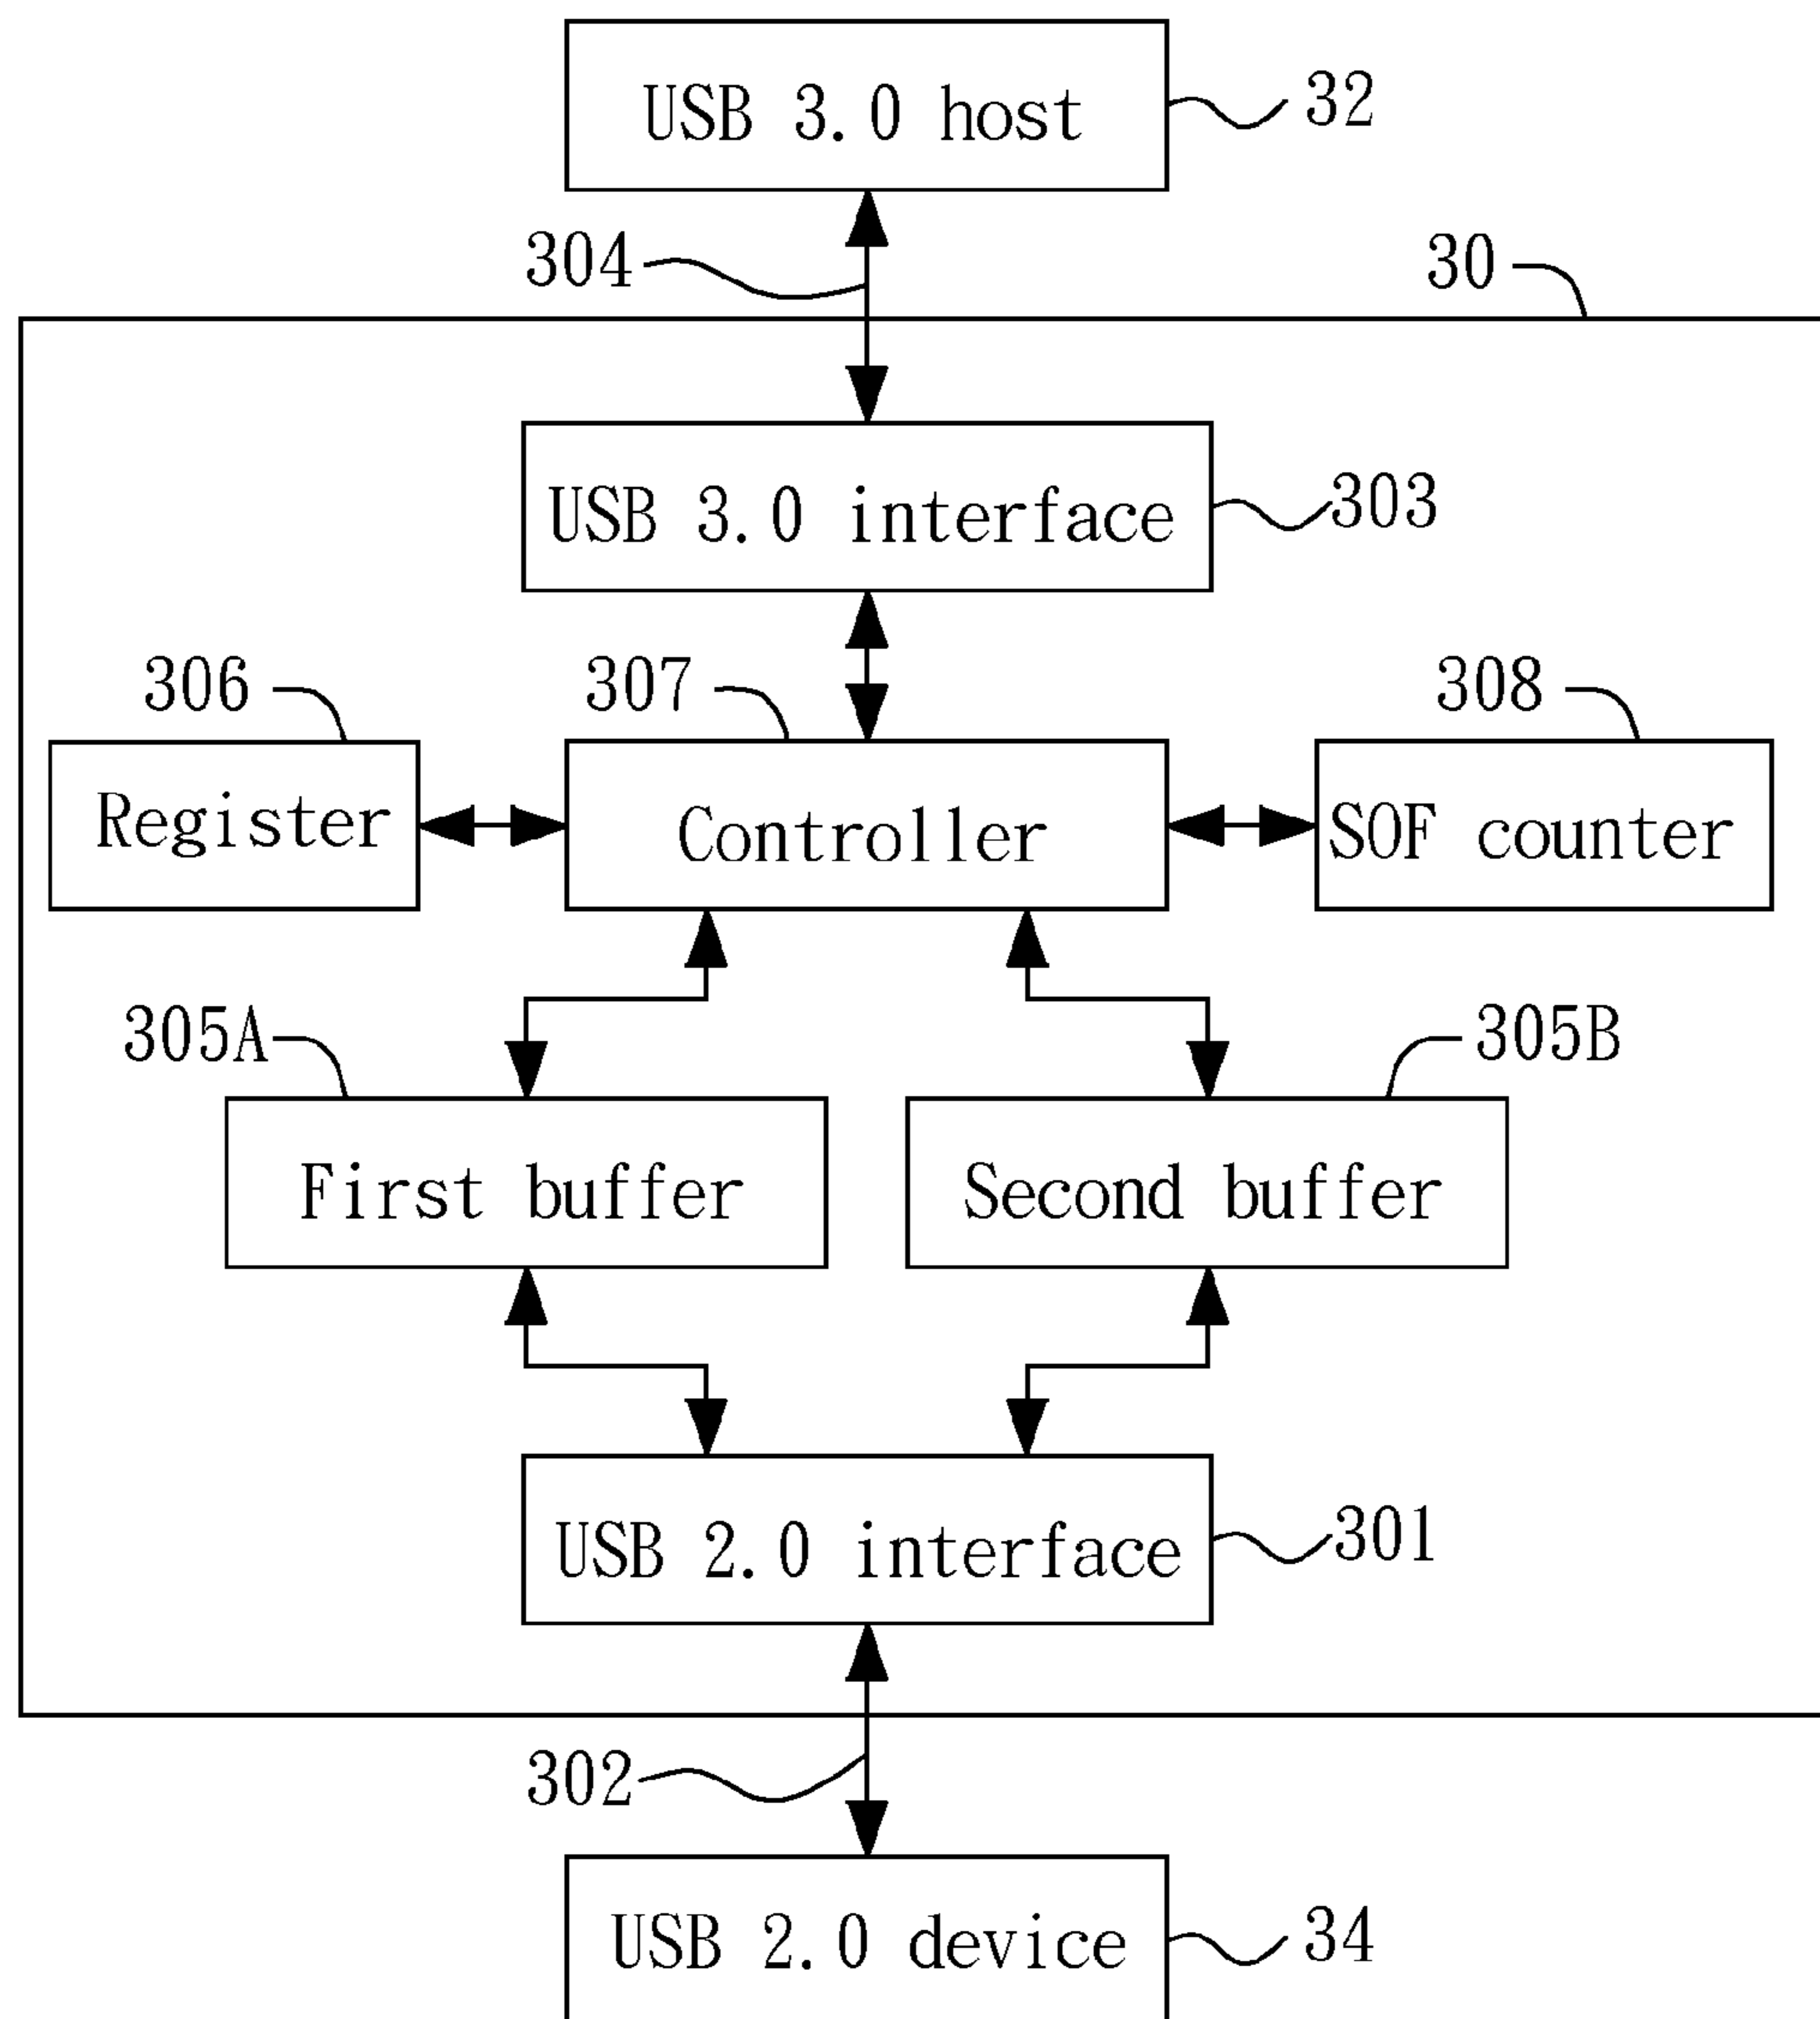 USB 3.0 host
32
304
30
USB 3.0 interface
303
306
307
308
Register
Controller
SOF counter
305A
305B
First buffer
Second buffer
USB 2.0 interface
301
302
USB 2.0 device
34